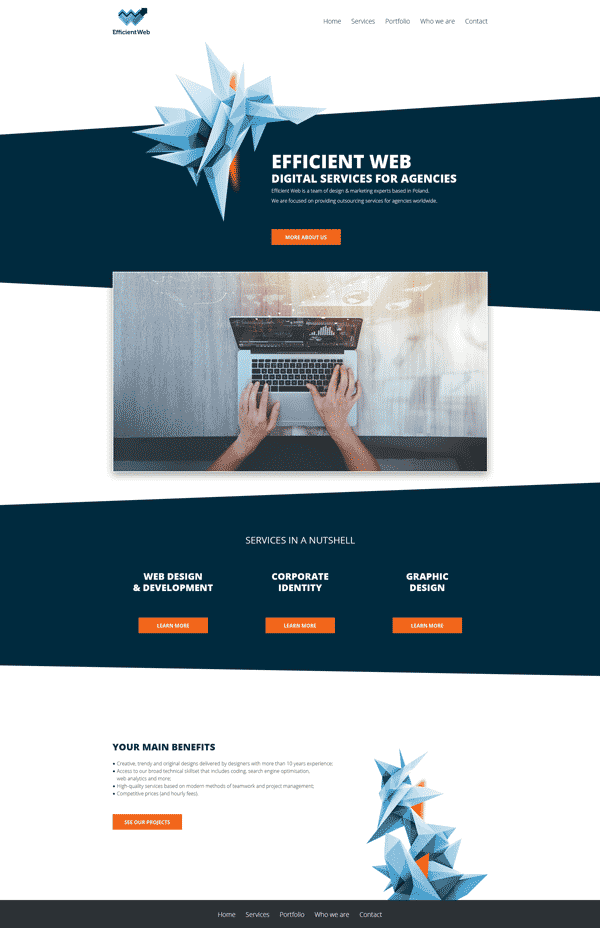 EfficientWeb
Home Services Portfolio Who we are Contact
EFFICIENT WEB
DIGITAL SERVICES FOR AGENCIES
Efficient Web is a team of design & marketing experts based in Poland.
We are focused on providing outsourcing services for agencies worldwide.
MORE ABOUT US
SERVICES IN A NUTSHELL
WEB DESIGN
& DEVELOPMENT
LEARN MORE
CORPORATE
IDENTITY
LEARN MORE
GRAPHIC
DESIGN
LEARN MORE
YOUR MAIN BENEFITS
• Creative, trendy and original designs delivered by designers with more than 10 years experience;
• Access to our broad technical skillset that includes coding, search engine optimisation,
web analytics and more.
• High-quality services based on modern methods of teamwork and project management;
• Competitive prices (and hourly fees).
SEE OUR PROJECTS
Home Services Portfolio Who we are Contact